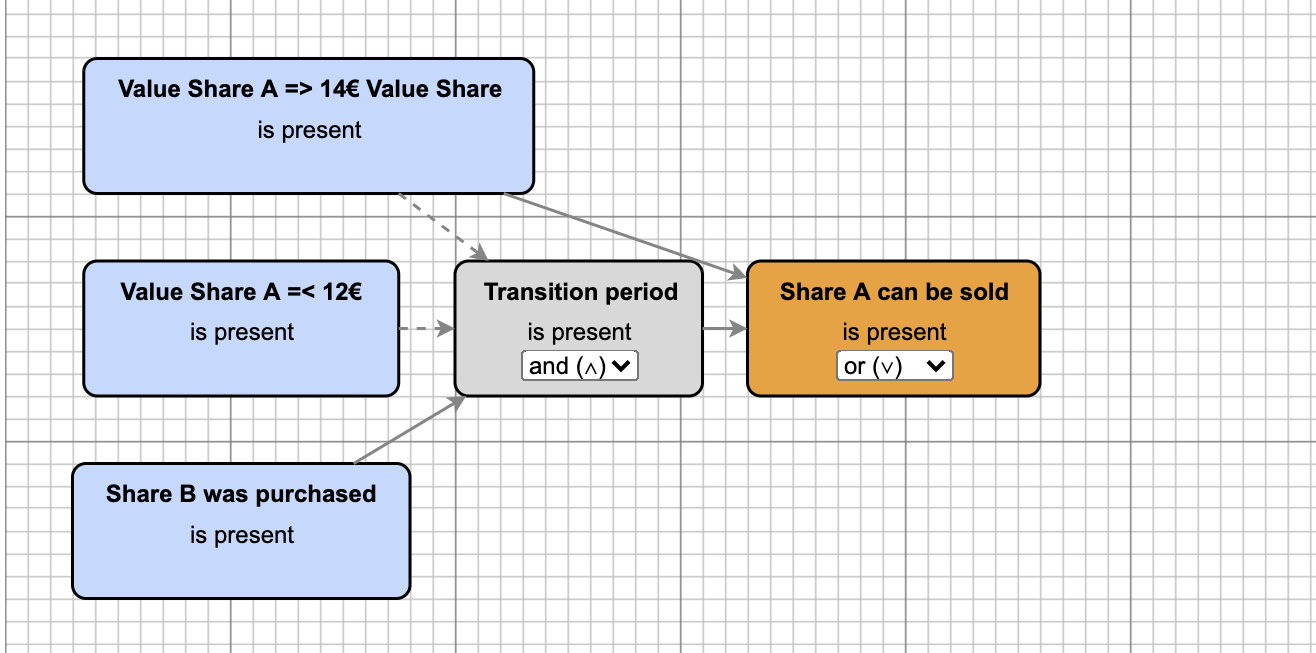 Value Share A => 14€ Value Share
is present
Value Share A =< 12€
is present
Transition period
is present
and (∧)
Share A can be sold
is present
or (∨)
Share B was purchased
is present